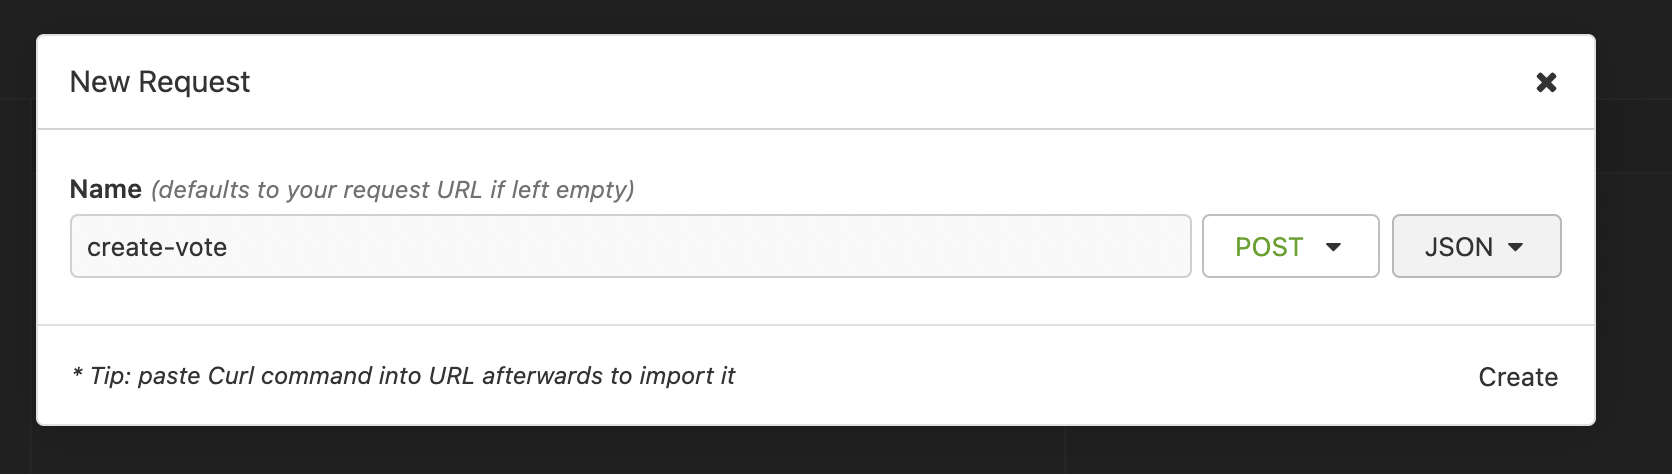 New Request
Name (defaults to your request URL if left empty)
create-vote POST JSON
* Tip: paste Curl command into URL afterwards to import it
Create